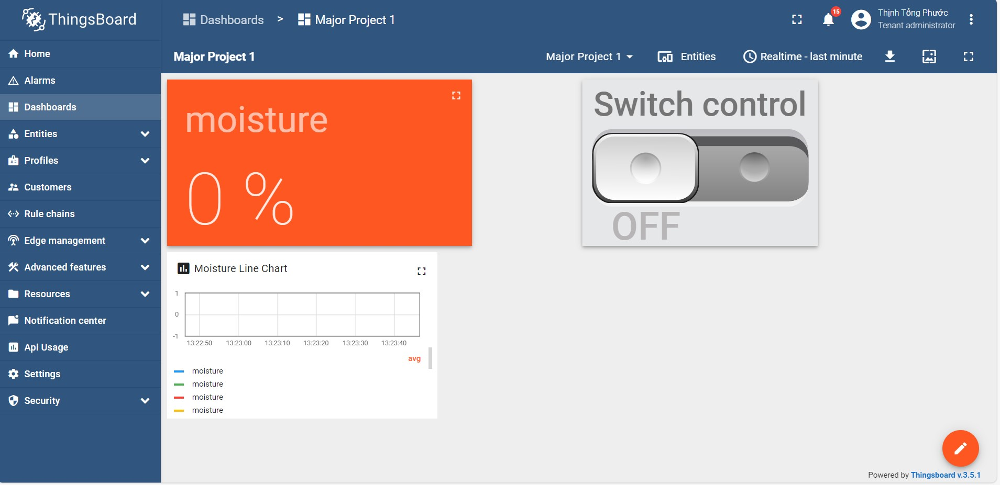 ThingsBoard
Dashboards > Major Project 1
15
Thịnh Tống Phước
Tenant administrator
Major Project 1
Major Project 1
Entities
Realtime - last minute
Home
Alarms
Dashboards
Entities
Profiles
Customers
Rule chains
Edge management
Advanced features
Resources
Notification center
Api Usage
Settings
Security
moisture
0 %
Switch control
OFF
Moisture Line Chart
1
0
-1
13:22:50 13:23:00 13:23:10 13:23:20 13:23:30 13:23:40
avg
moisture
moisture
moisture
moisture
Powered by Thingsboard v.3.5.1